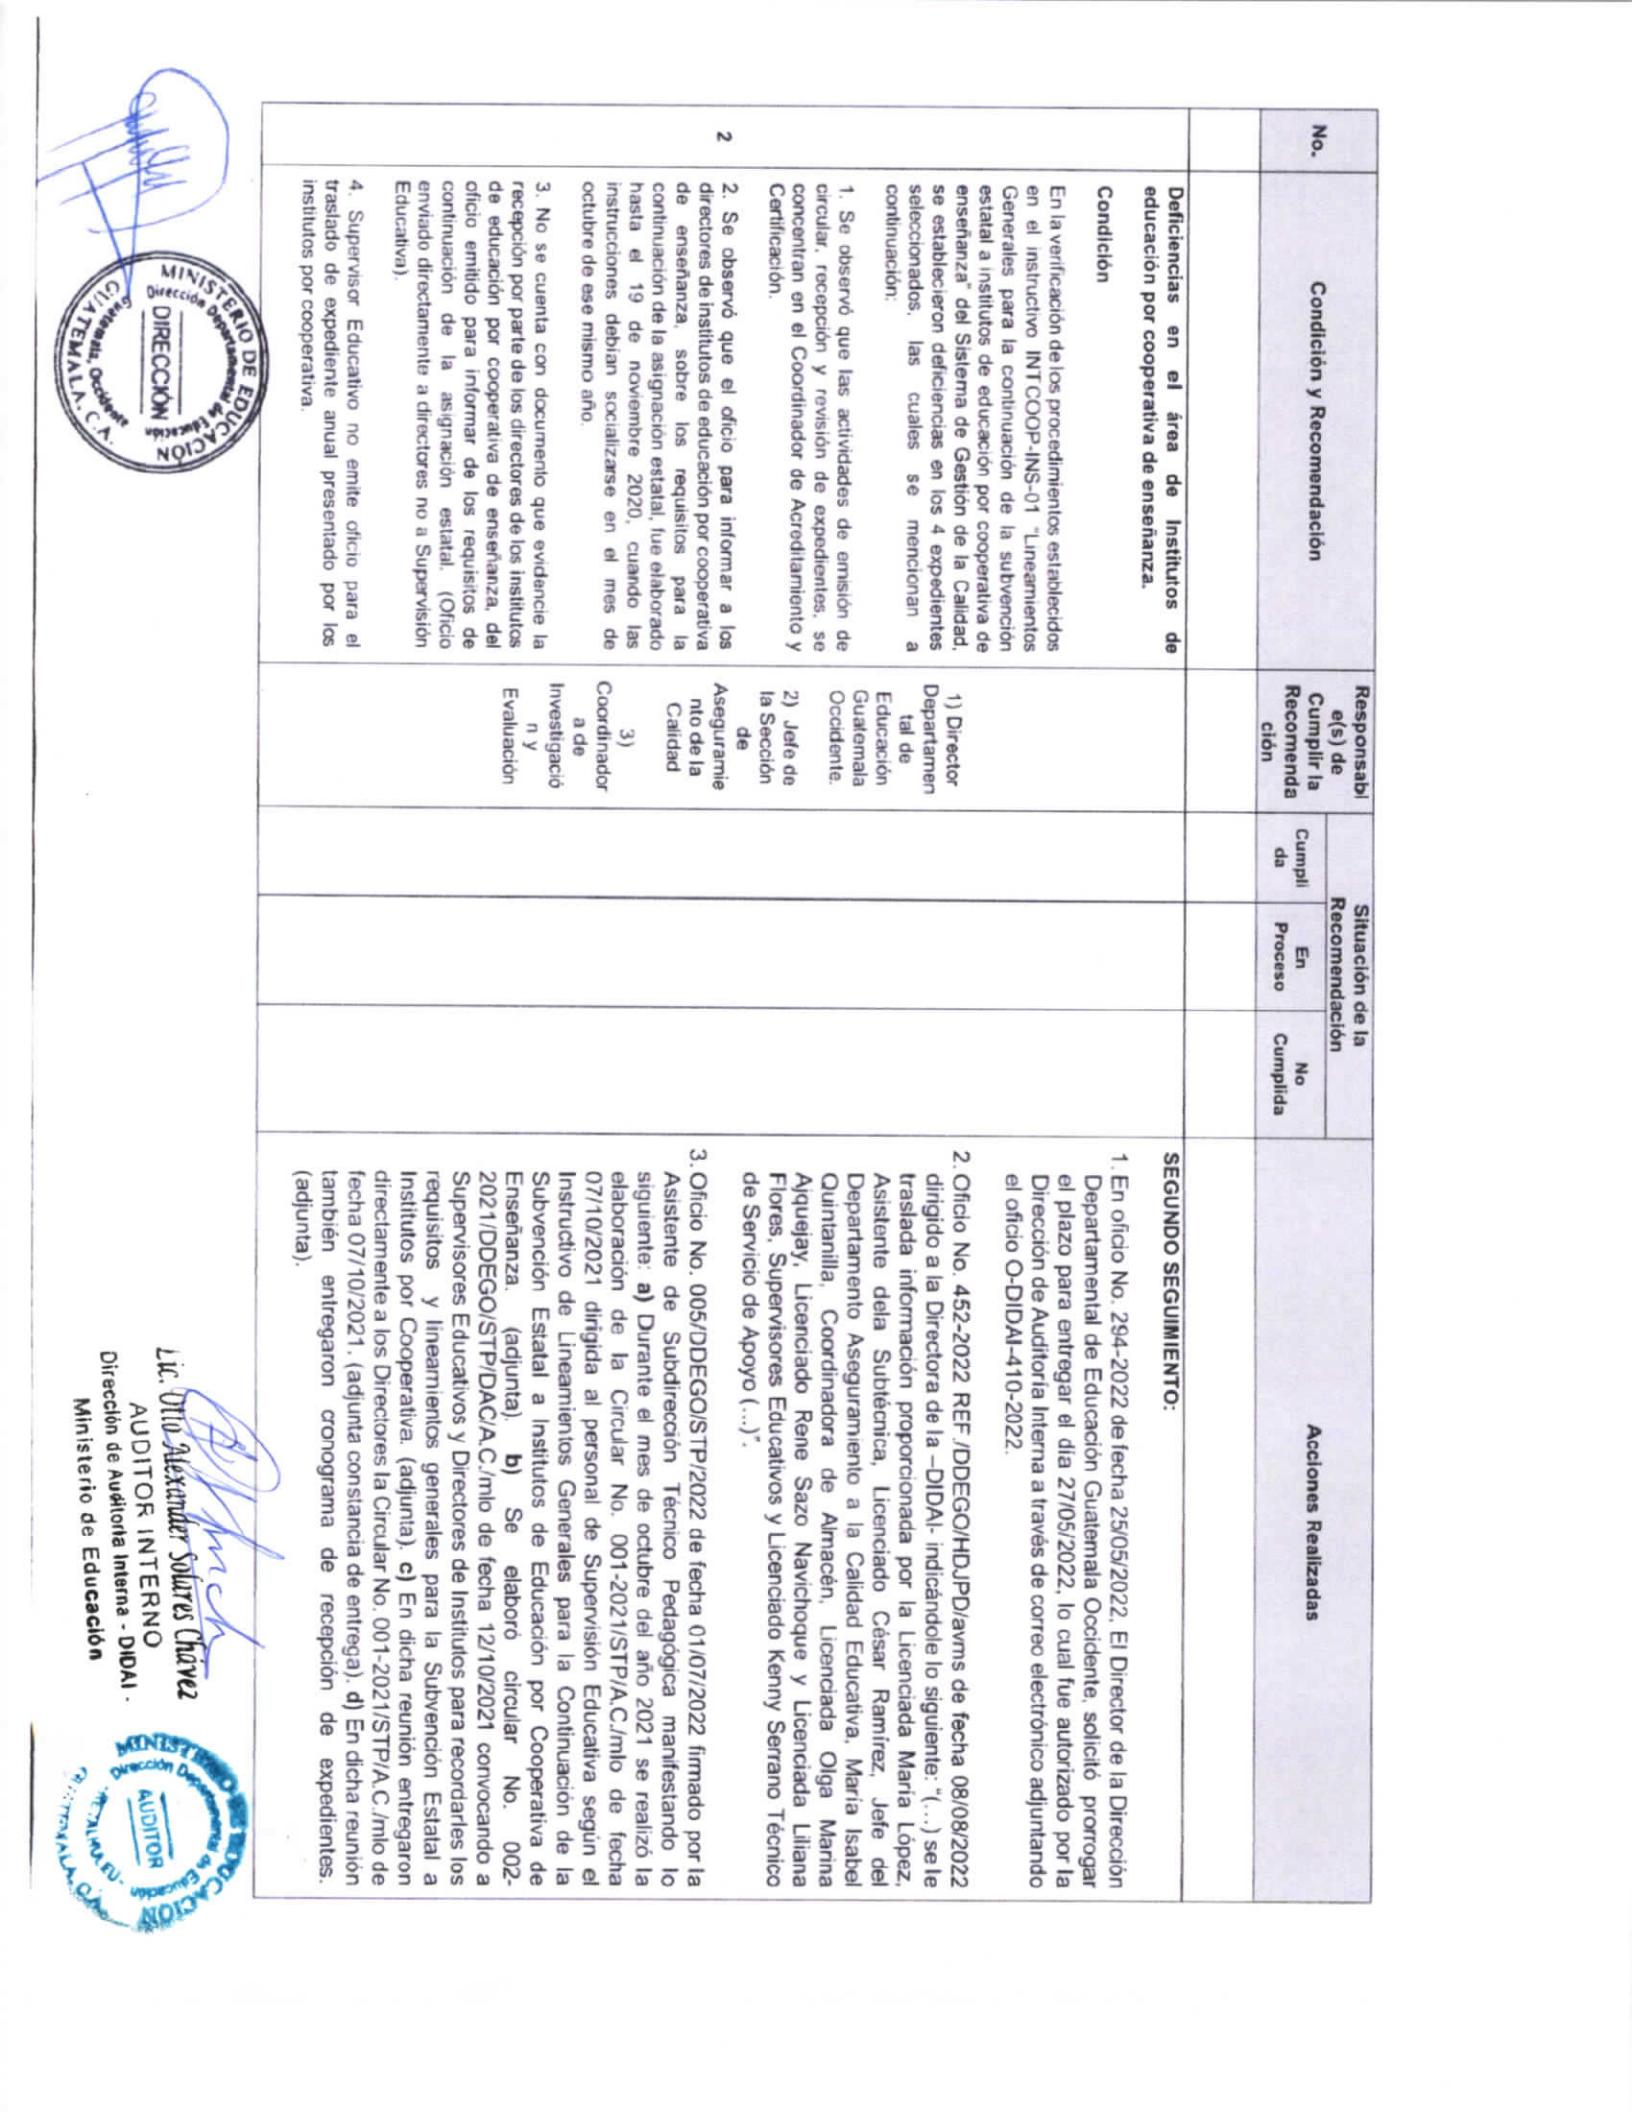 No.
Condición y Recomendación
Responsabl
e(s) de
Cumplir la
Recomenda
ción
Situación de la
Recomendación
Cumpli
da
En
Proceso
No
Cumplida
Acciones Realizadas
2
Deficiencias en el área de Institutos de
educación por cooperativa de enseñanza.
Condición
En la verificación de los procedimientos establecidos
en el instructivo INTCOOP-INS-01 "Lineamientos
Generales para la continuación de la subvención
estatal a institutos de educación por cooperativa de
enseñanza" del Sistema de Gestión de la Calidad,
se establecieron deficiencias en los 4 expedientes
seleccionados, las cuales se mencionan a
continuación:
1. Se observó que las actividades de emisión de
circular, recepción y revisión de expedientes, se
concentran en el Coordinador de Acreditamiento y
Certificación.
2. Se observó que el oficio para informar a los
directores de institutos de educación por cooperativa
de enseñanza, sobre los requisitos para la
continuación de la asignación estatal, fue elaborado
hasta el 19 de noviembre 2020, cuando las
instrucciones debían socializarse en el mes de
octubre de ese mismo año.
3. No se cuenta con documento que evidencie la
recepción por parte de los directores de los institutos
de educación por cooperativa de enseñanza, del
oficio emitido para informar de los requisitos de
continuación de la asignación estatal. (Oficio
enviado directamente a directores no a Supervisión
Educativa).
4. Supervisor Educativo no emite oficio para el
traslado de expediente anual presentado por los
institutos por cooperativa.
1) Director
Departamen
tal de
Educación
Guatemala
Occidente.
2) Jefe de
la Sección
de
Aseguramie
nto de la
Calidad
3)
Coordinador
a de
Investigació
n y
Evaluación
SEGUNDO SEGUIMIENTO:
1. En oficio No. 294-2022 de fecha 25/05/2022, El Director de la Dirección
Departamental de Educación Guatemala Occidente, solicitó prorrogar
el plazo para entregar el día 27/05/2022, lo cual fue autorizado por la
Dirección de Auditoría Interna a través de correo electrónico adjuntando
el oficio O-DIDAI-410-2022.
2. Oficio No. 452-2022 REF./DDEGO/HDJPD/avms de fecha 08/08/2022
dirigido a la Directora de la –DIDAI- indicándole lo siguiente: "(…) se le
traslada información proporcionada por la Licenciada María López,
Asistente dela Subtécnica, Licenciado César Ramírez, Jefe del
Departamento Aseguramiento a la Calidad Educativa, María Isabel
Quintanilla, Coordinadora de Almacén, Licenciada Olga Marina
Ajquejay, Licenciado Rene Sazo Navichoque y Licenciada Liliana
Flores, Supervisores Educativos y Licenciado Kenny Serrano Técnico
de Servicio de Apoyo (…)".
3. Oficio No. 005/DDEGO/STP/2022 de fecha 01/07/2022 firmado por la
Asistente de Subdirección Técnico Pedagógica manifestando lo
siguiente: a) Durante el mes de octubre del año 2021 se realizó la
elaboración de la Circular No. 001-2021/STP/A.C./mlo de fecha
07/10/2021 dirigida al personal de Supervisión Educativa según el
Instructivo de Lineamientos Generales para la Continuación de la
Subvención Estatal a Institutos de Educación por Cooperativa de
Enseñanza. (adjunta). b) Se elaboró circular No. 002-
2021/DDEGO/STP/DAC/A.C./mlo de fecha 12/10/2021 convocando a
Supervisores Educativos y Directores de Institutos para recordarles los
requisitos y lineamientos generales para la Subvención Estatal a
Institutos por Cooperativa. (adjunta). c) En dicha reunión entregaron
directamente a los Directores la Circular No. 001-2021/STP/A.C./mlo de
fecha 07/10/2021. (adjunta constancia de entrega). d) En dicha reunión
también entregaron cronograma de recepción de expedientes.
(adjunta).
MINISTERIO DE EDUCACIÓN
Dirección Departamental de Educación
DIRECCIÓN
Guatemala, Occidente
GUATEMALA, C.A.
Lic. Otto Alexander Solares Chávez
AUDITOR INTERNO
Dirección de Auditoría Interna - DIDAI -
Ministerio de Educación
MINISTERIO DE EDUCACION
Dirección Departamental de Educación
AUDITOR
GUATEMALA, C.A.